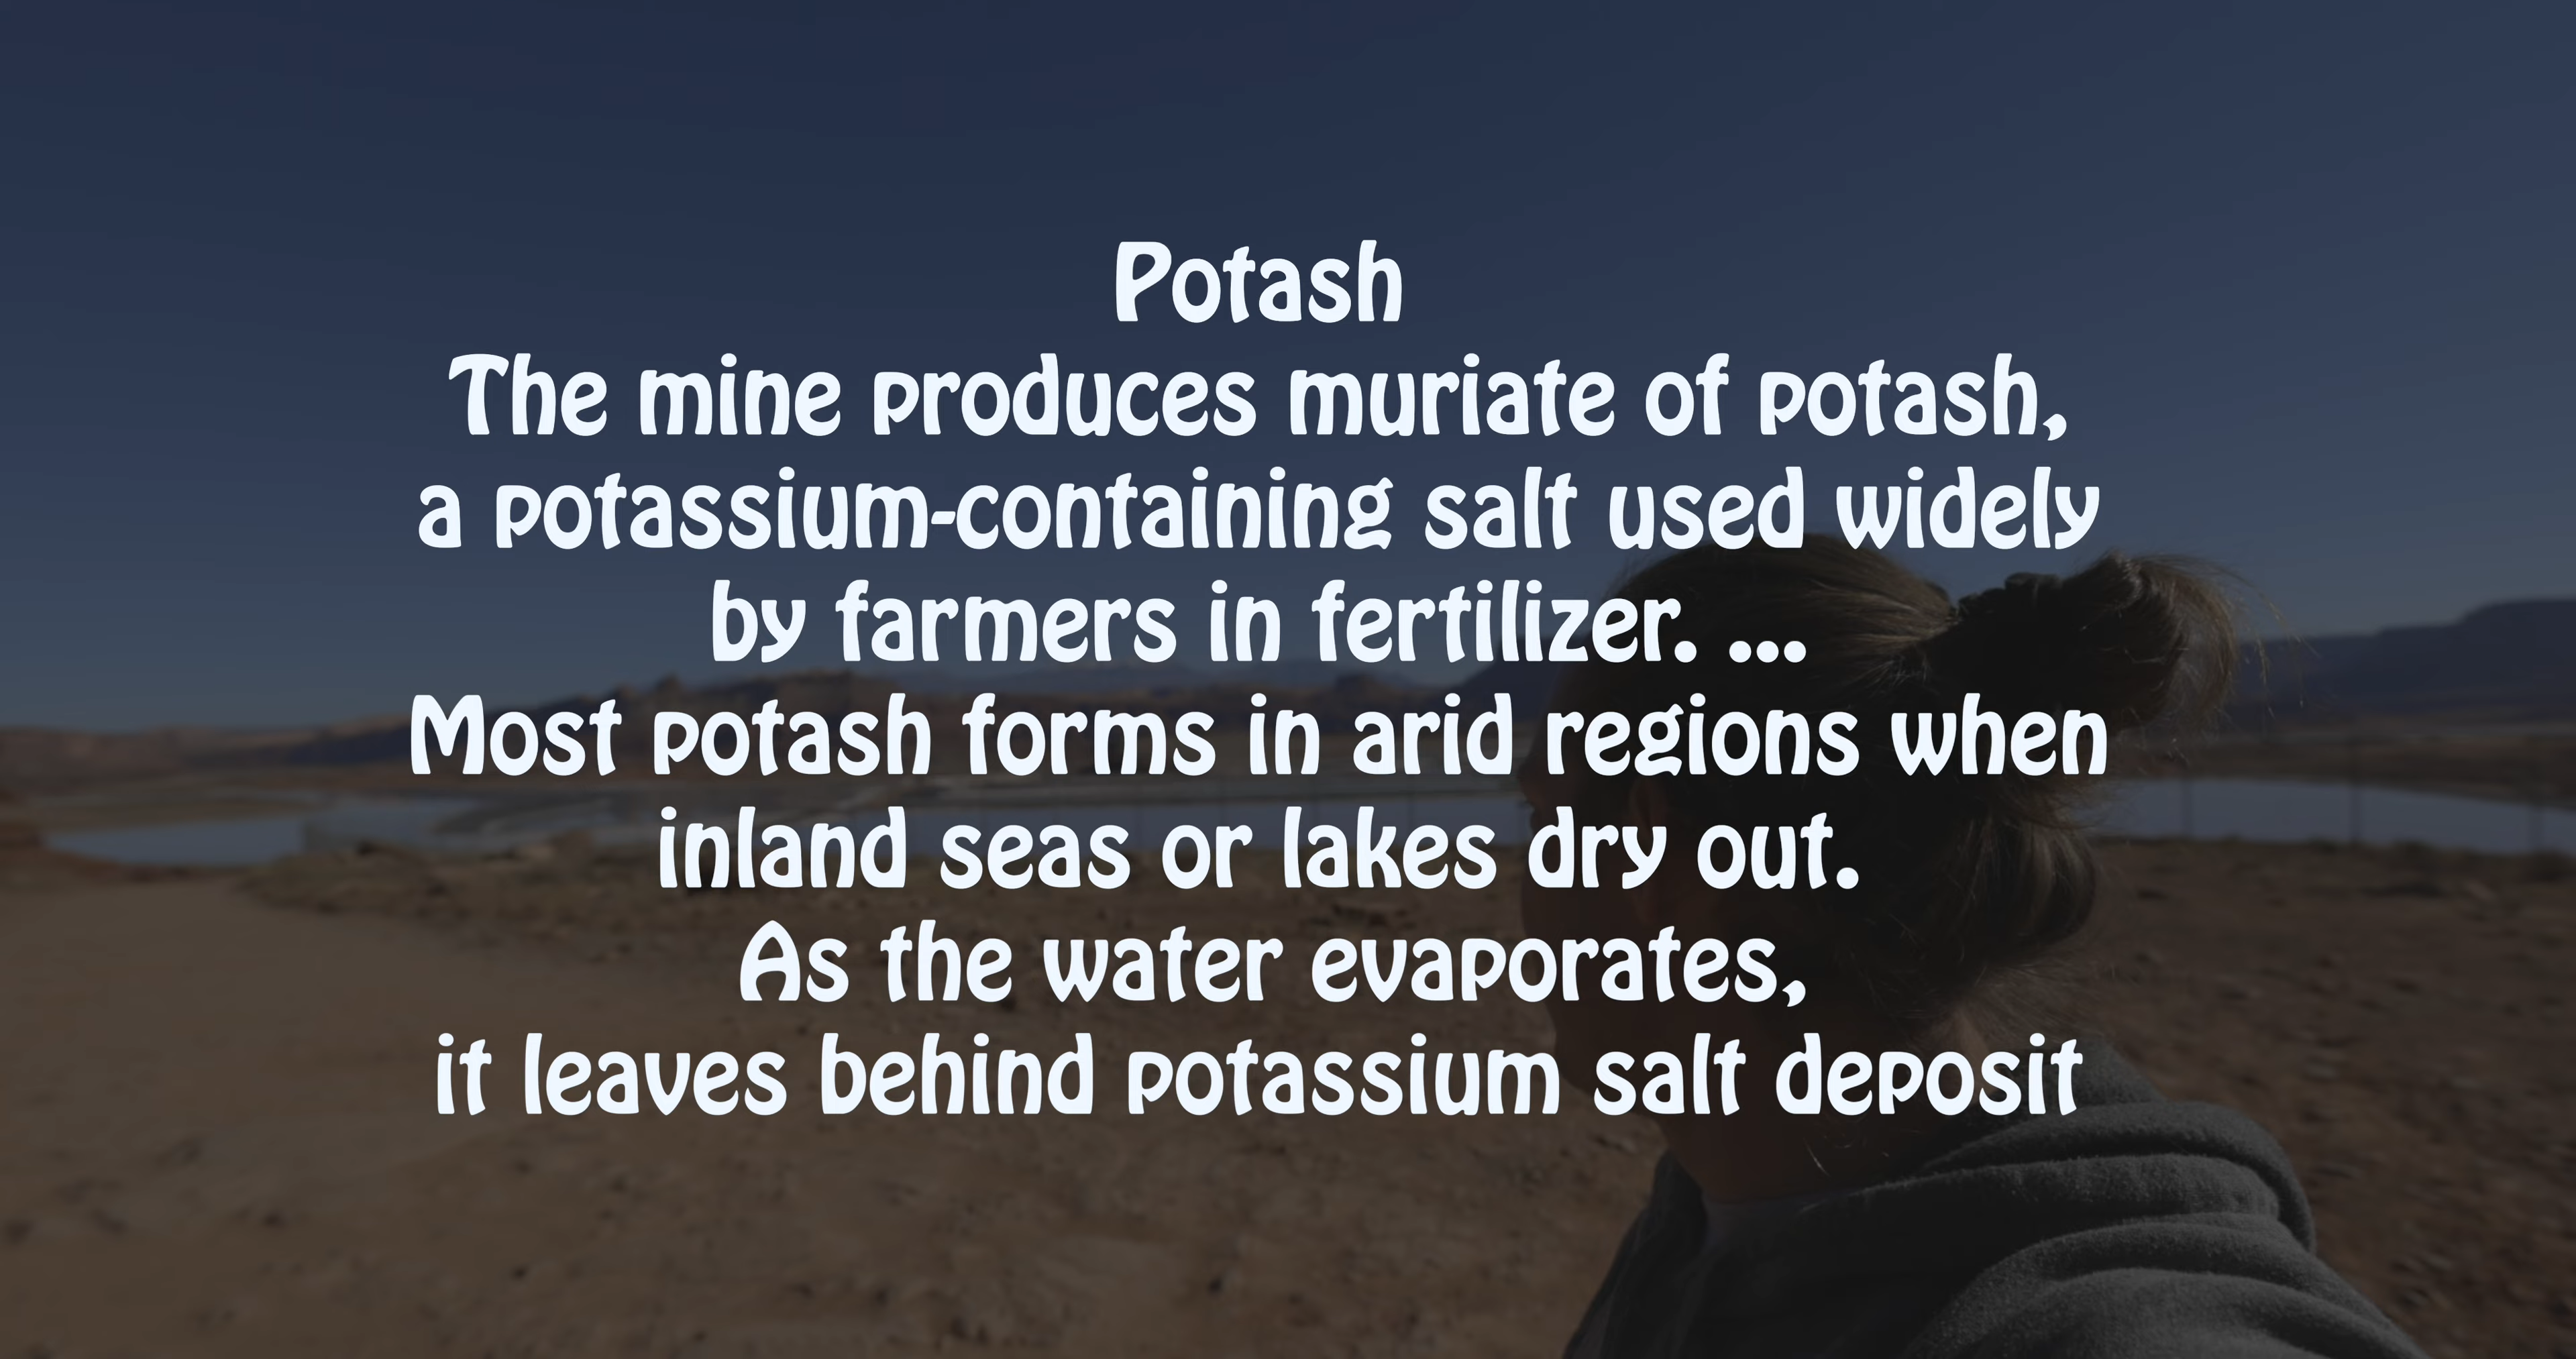 Potash
The mine produces muriate of potash,
a potassium-containing salt used widely
by farmers in fertilizer. ...
Most potash forms in arid regions when
inland seas or lakes dry out.
As the water evaporates,
it leaves behind potassium salt deposit